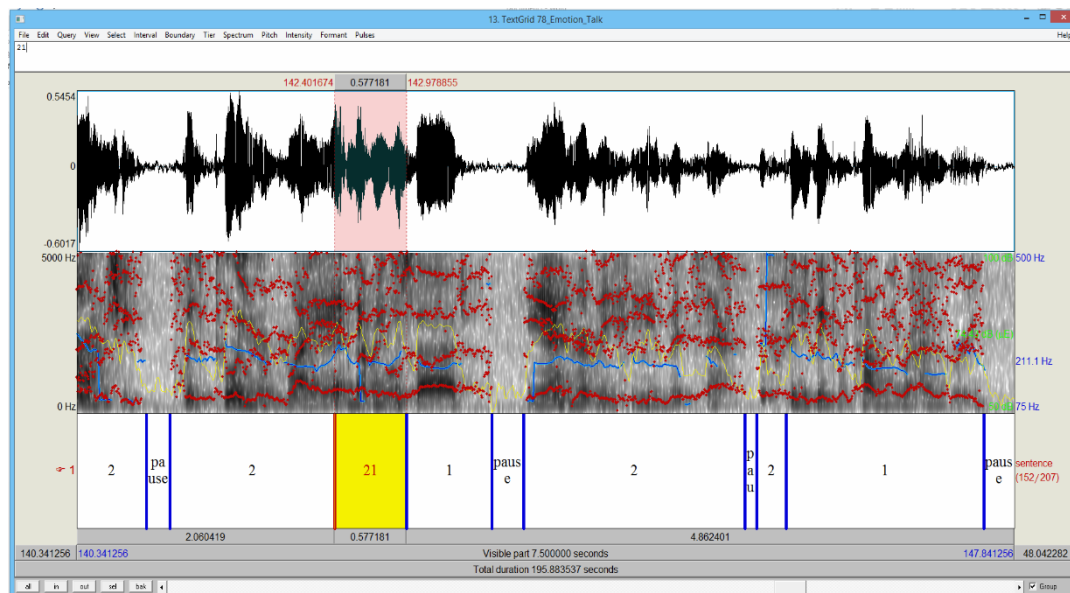 13. TextGrid 78_Emotion_Talk
File Edit Query View Select Interval Boundary Tier Spectrum Pitch Intensity Formant Pulses Help
21
142.401674 0.577181 142.978855
0.5454
0
-0.6017
5000 Hz 500 Hz
211.1 Hz
0 Hz 75 Hz
1 2 pa use 2 21 1 paus e 2 p au 2 1 paus e sentence (152/207)
2.060419 0.577181 4.862401
140.341256 140.341256 Visible part 7.500000 seconds 147.841256 48.042282
Total duration 195.883537 seconds
all in out sel bak Group